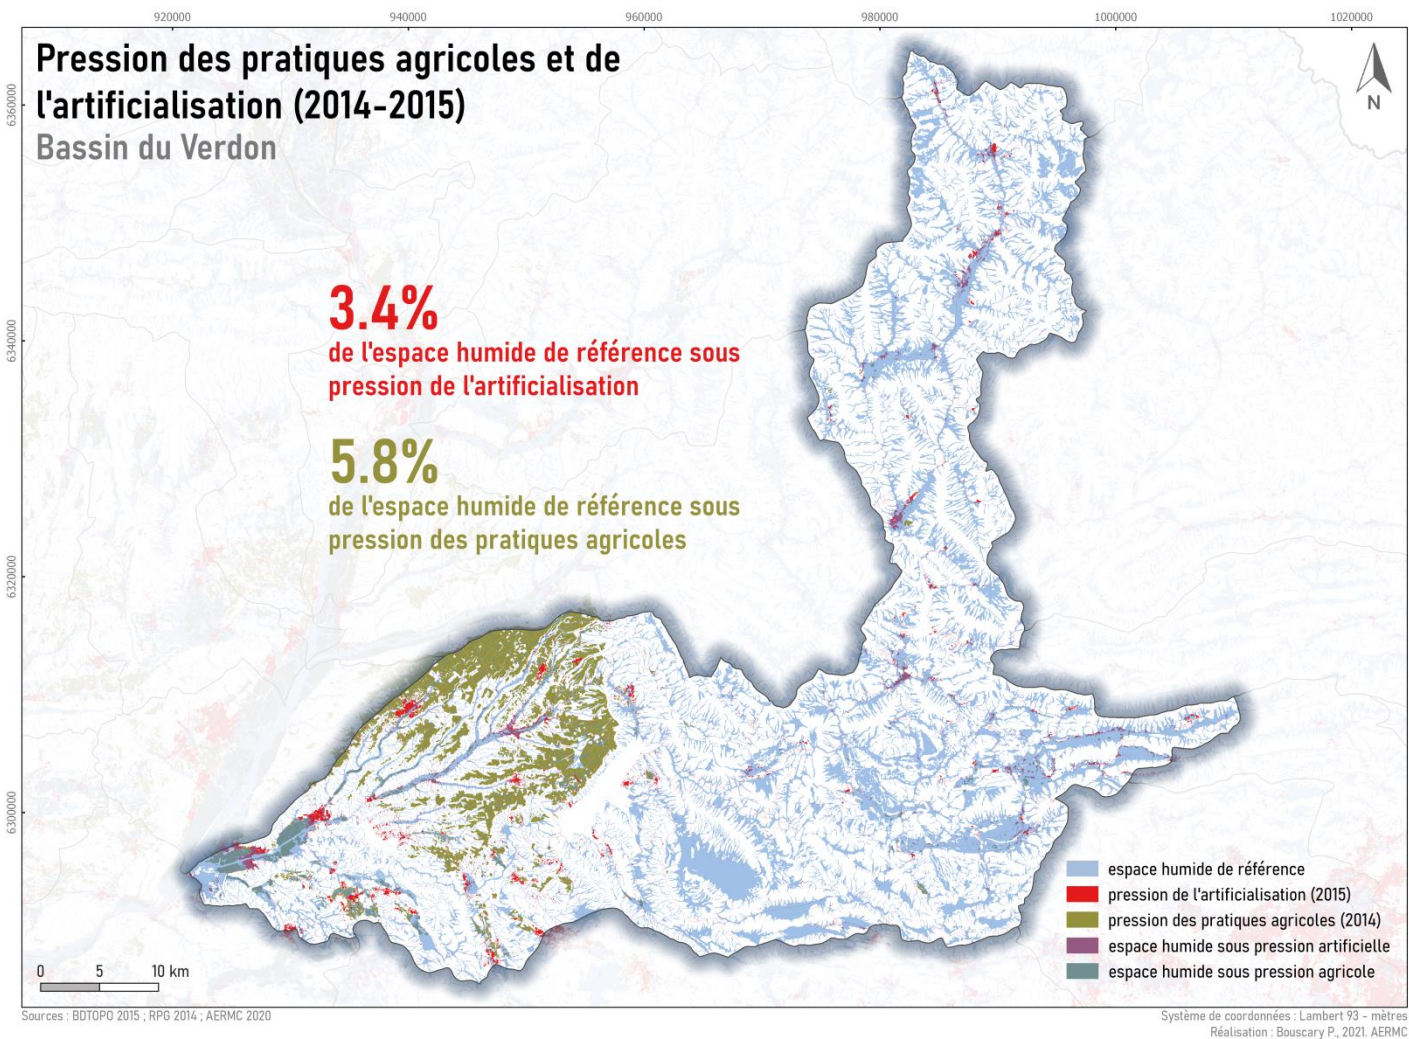 920000 940000 960000 980000 1000000 1020000
Pression des pratiques agricoles et de
l'artificialisation (2014-2015)
Bassin du Verdon
N
6360000
6340000
6320000
6300000
3.4%
de l'espace humide de référence sous
pression de l'artificialisation
5.8%
de l'espace humide de référence sous
pression des pratiques agricoles
espace humide de référence
pression de l'artificialisation (2015)
pression des pratiques agricoles (2014)
espace humide sous pression artificielle
espace humide sous pression agricole
0 5 10 km
Sources : BDTOPO 2015 ; RPG 2014 ; AERMC 2020
Système de coordonnées : Lambert 93 - mètres
Réalisation : Bouscary P., 2021. AERMC